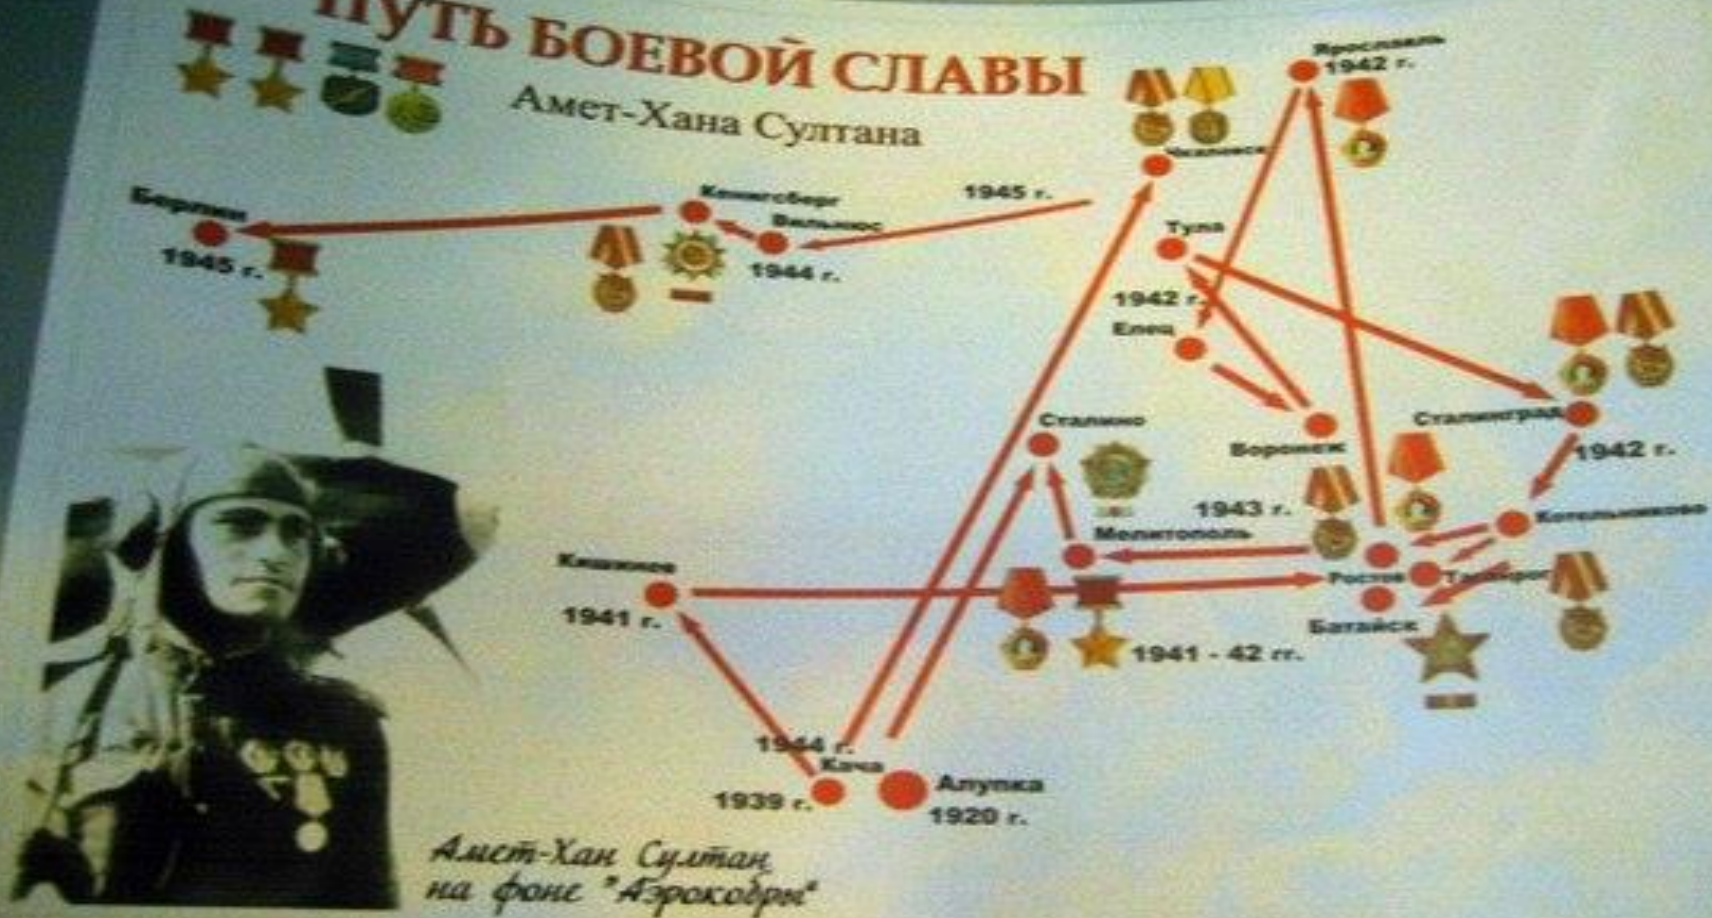 ПУТЬ БОЕВОЙ СЛАВЫ
Амет-Хана Султана
Ярославль
1942 г.
Чкаловск
Берлин
1945 г.
Кенигсберг
Вильнюс
1944 г.
1945 г.
Тула
1942 г.
Елец
Сталино
Воронеж
Сталинград
1942 г.
1943 г.
Котельниково
Мелитополь
Кишинев
1941 г.
Ростов
Таганрог
Батайск
1941 - 42 гг.
1944 г.
Кача
1939 г.
Алупка
1920 г.
Амет-Хан Султан
на фоне "Аэрокобры"